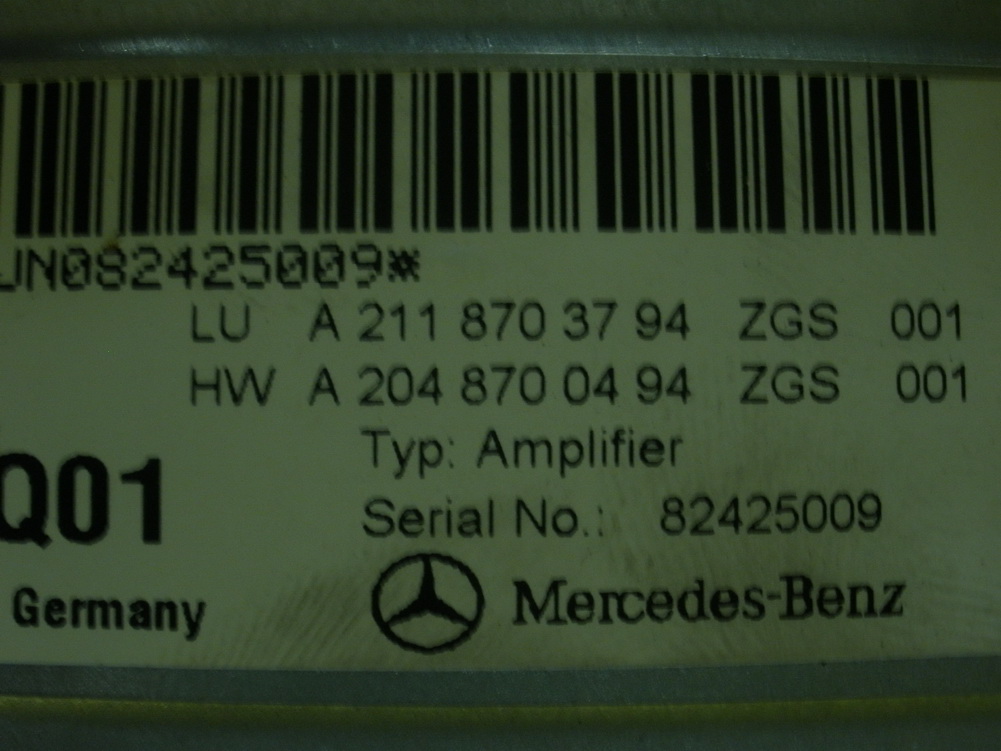 JN082425009*
LU A 211 870 37 94 ZGS 001
HW A 204 870 04 94 ZGS 001
Typ: Amplifier
Q01
Serial No.: 82425009
Germany
Mercedes-Benz